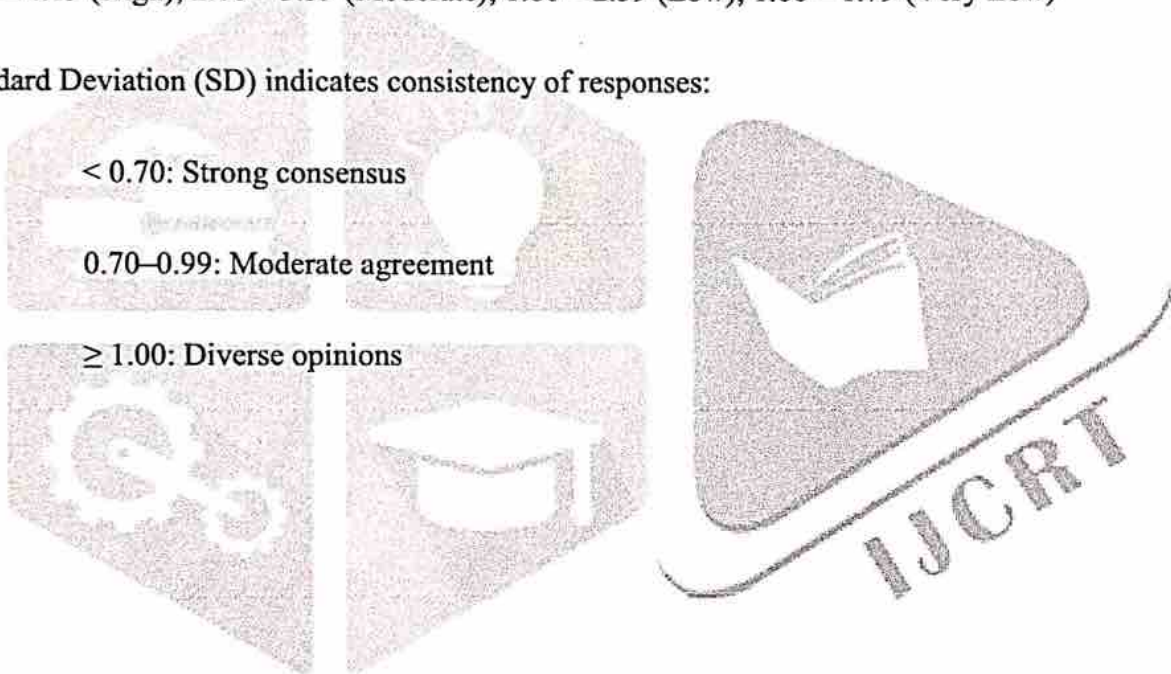 dard Deviation (SD) indicates consistency of responses:
< 0.70: Strong consensus
0.70–0.99: Moderate agreement
≥ 1.00: Diverse opinions
IJCRT